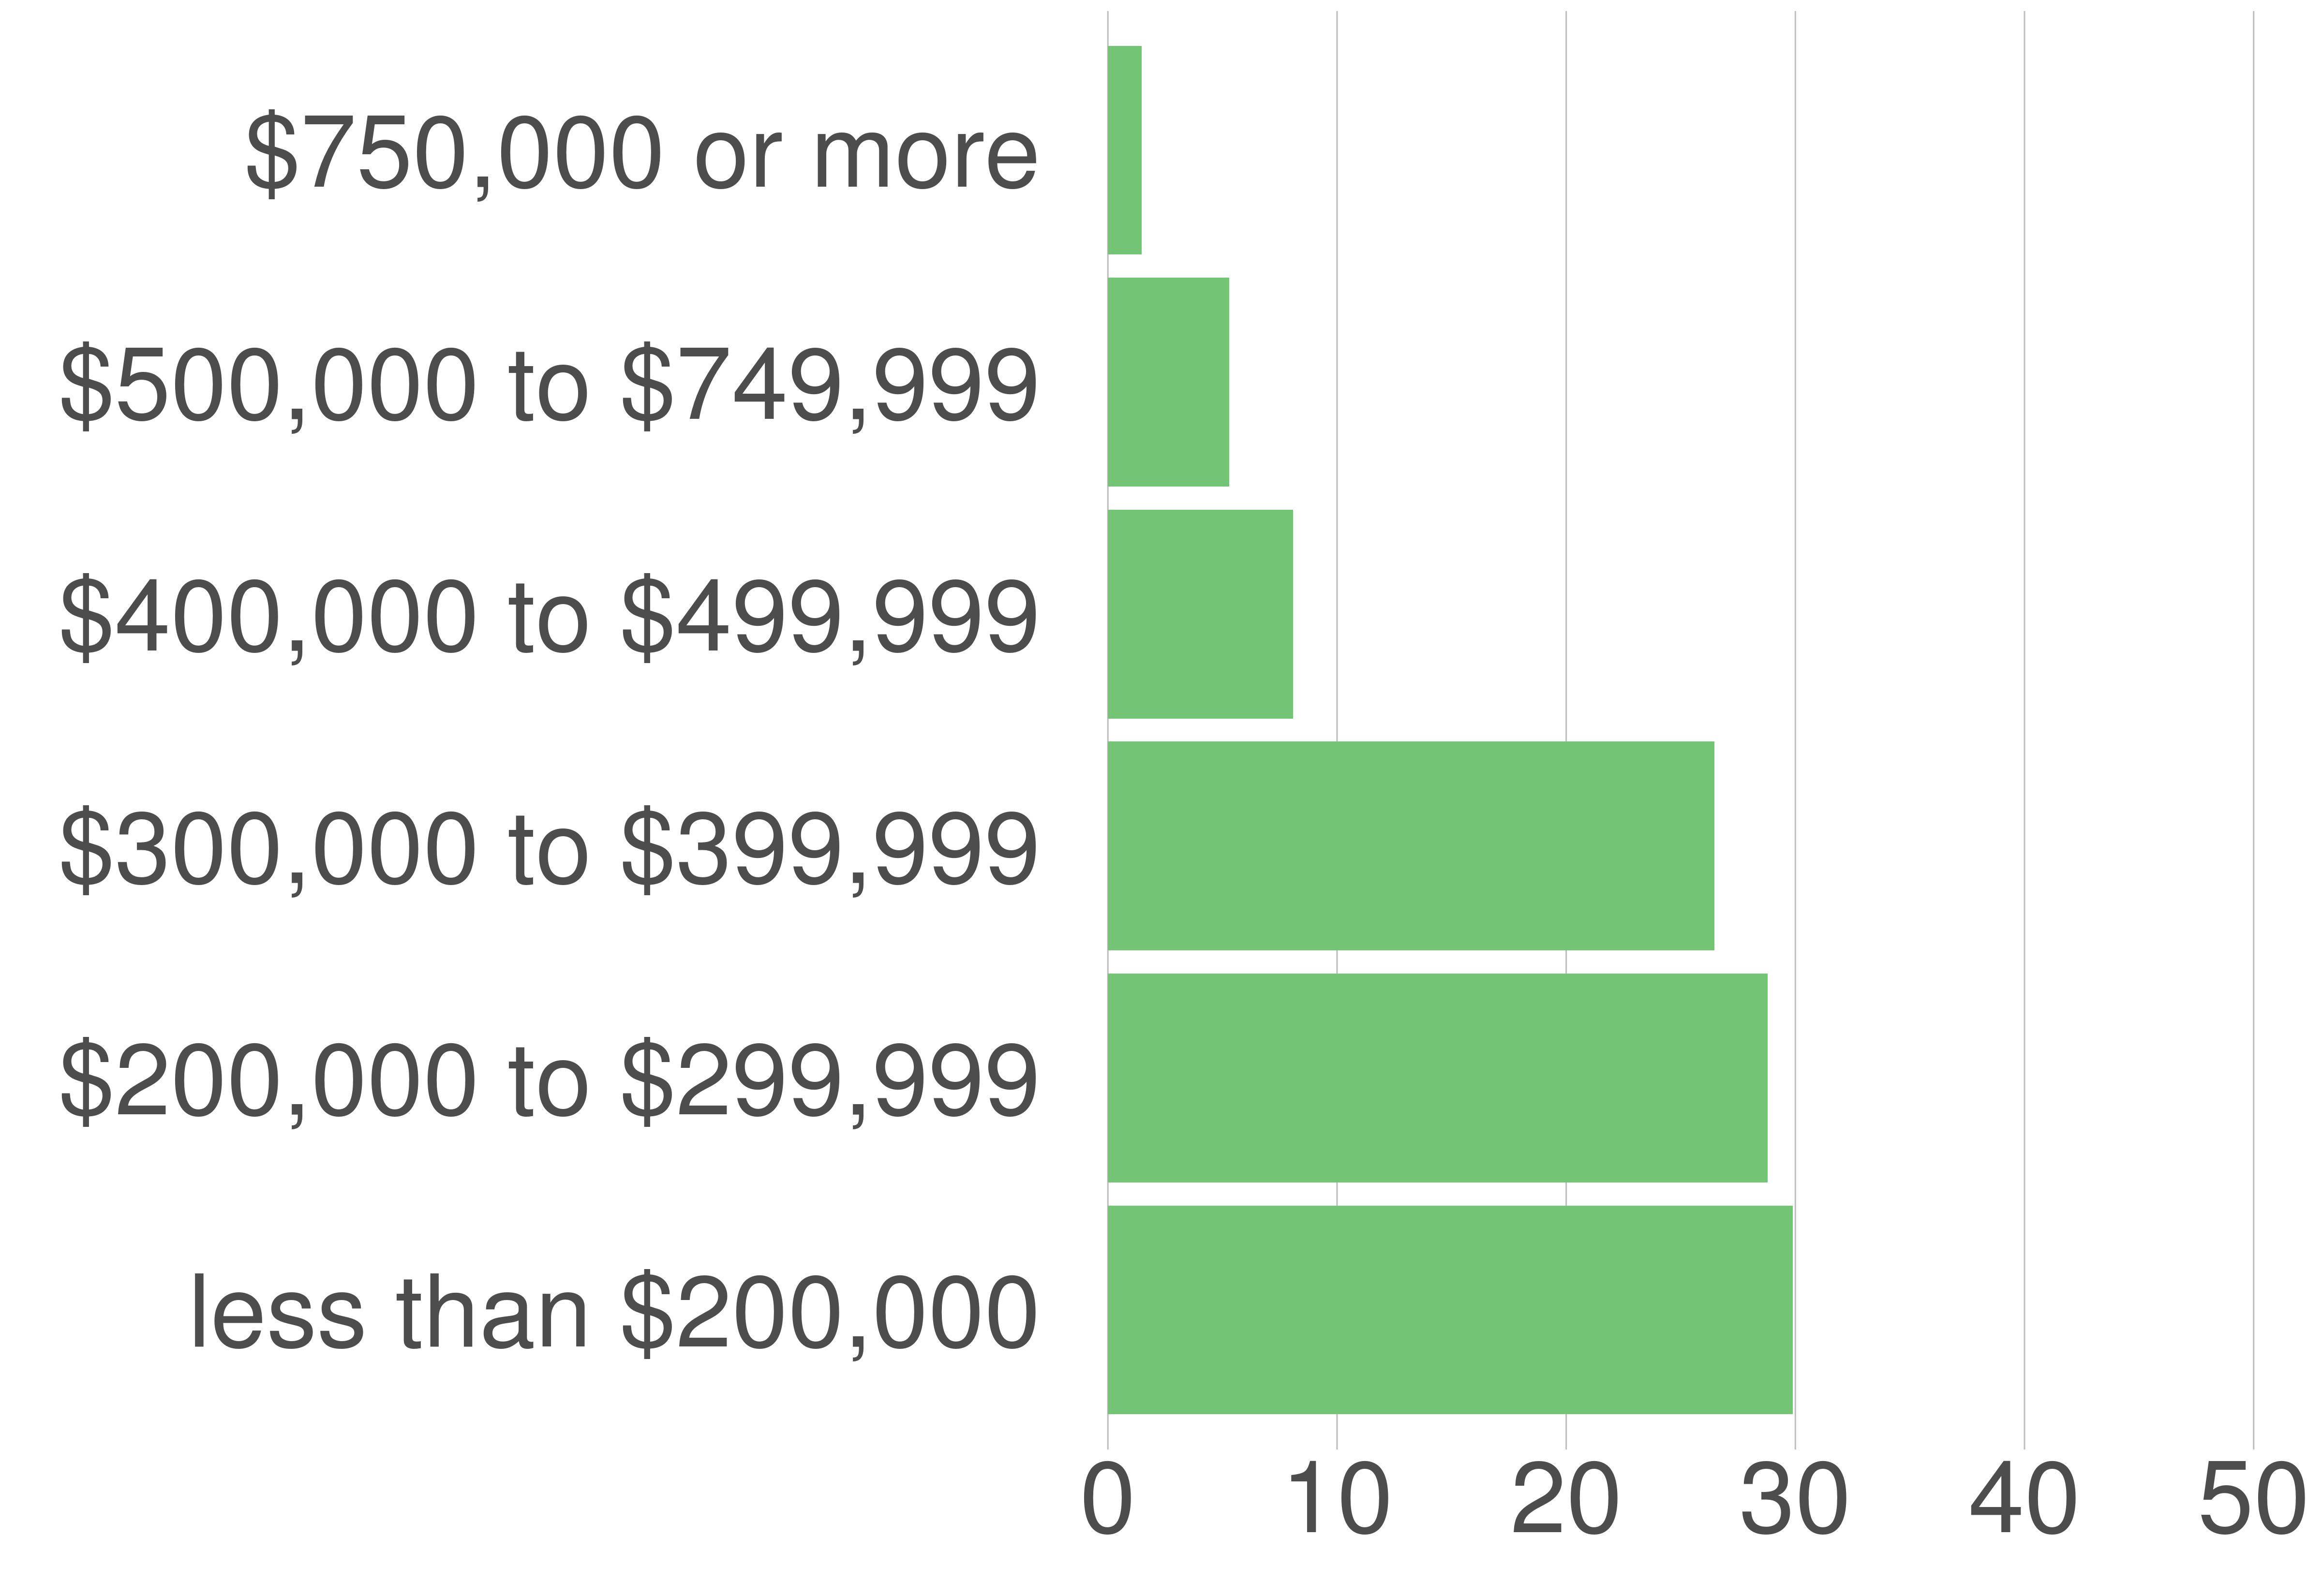 $750,000 or more
$500,000 to $749,999
$400,000 to $499,999
$300,000 to $399,999
$200,000 to $299,999
less than $200,000
0 10 20 30 40 50